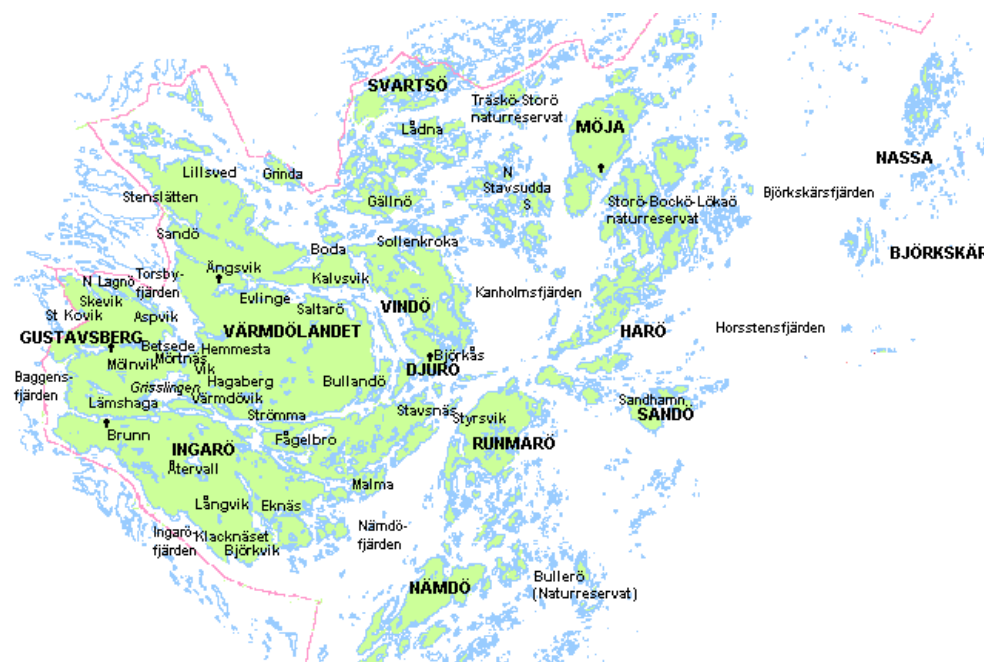 SVARTSÖ
Träskö-Storö
naturreservat
Lådna
MÖJA
NASSA
Lillsved
Grinda
N
Stavsudda
S
Stenslätten
Gällnö
Storö-Bockö-Lökaö
naturreservat
Björkskärsfjärden
Sandö
Boda
Sollenkroka
BJÖRKSKÄR
Ängsvik
Torsby-
fjärden
N Lagnö
Kalvsvik
Kanholmsfjärden
Skevik
Evlinge
Saltarö
VINDÖ
St Kovik
Aspvik
GUSTAVSBERG
VÄRMDÖLANDET
HARÖ
Horsstensfjärden
Betsede
Hemmesta
Mörtnäs
Björkås
Mölnvik
Vik
DJURÖ
Baggens-
fjärden
Grisslingen
Hagaberg
Bullandö
Värmdövik
Lämshaga
Strömma
Stavsnäs
Styrsvik
Sandhamn
SANDÖ
Brunn
INGARÖ
Fågelbro
RUNMARÖ
Återvall
Malma
Långvik
Eknäs
Nämdö-
fjärden
Ingarö-
fjärden
Klacknäset
Björkvik
NÄMDÖ
Bullerö
(Naturreservat)